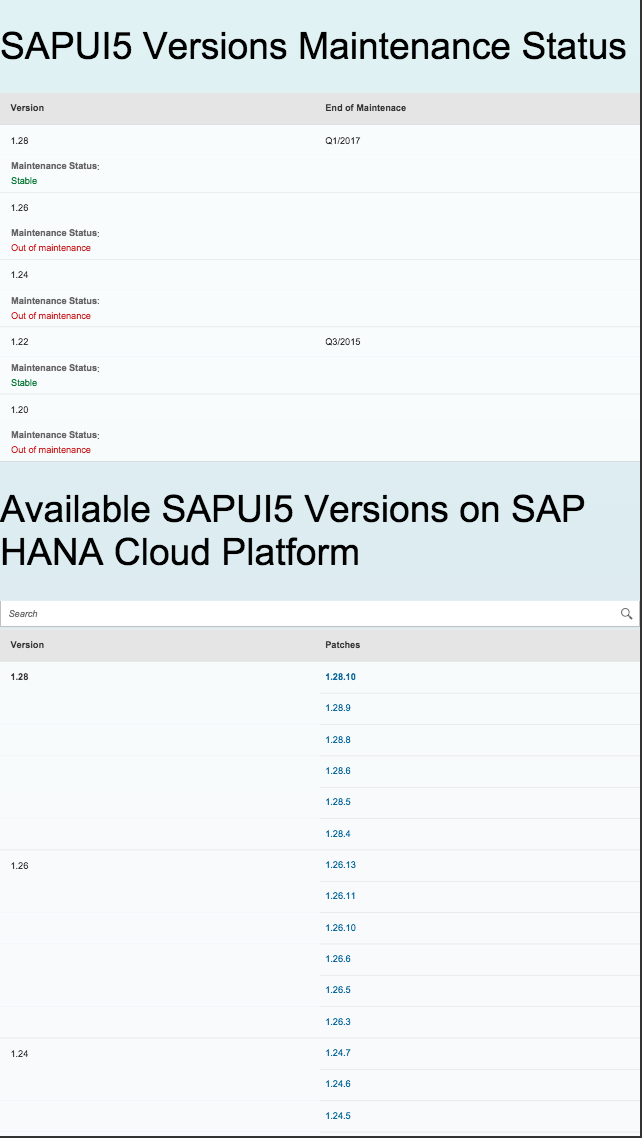 SAPUI5 Versions Maintenance Status
Version End of Maintenace
1.28 Q1/2017
Maintenance Status:
Stable
1.26
Maintenance Status:
Out of maintenance
1.24
Maintenance Status:
Out of maintenance
1.22 Q3/2015
Maintenance Status:
Stable
1.20
Maintenance Status:
Out of maintenance
Available SAPUI5 Versions on SAP
HANA Cloud Platform
Search
Version Patches
1.28 1.28.10
1.28.9
1.28.8
1.28.6
1.28.5
1.28.4
1.26 1.26.13
1.26.11
1.26.10
1.26.6
1.26.5
1.26.3
1.24 1.24.7
1.24.6
1.24.5